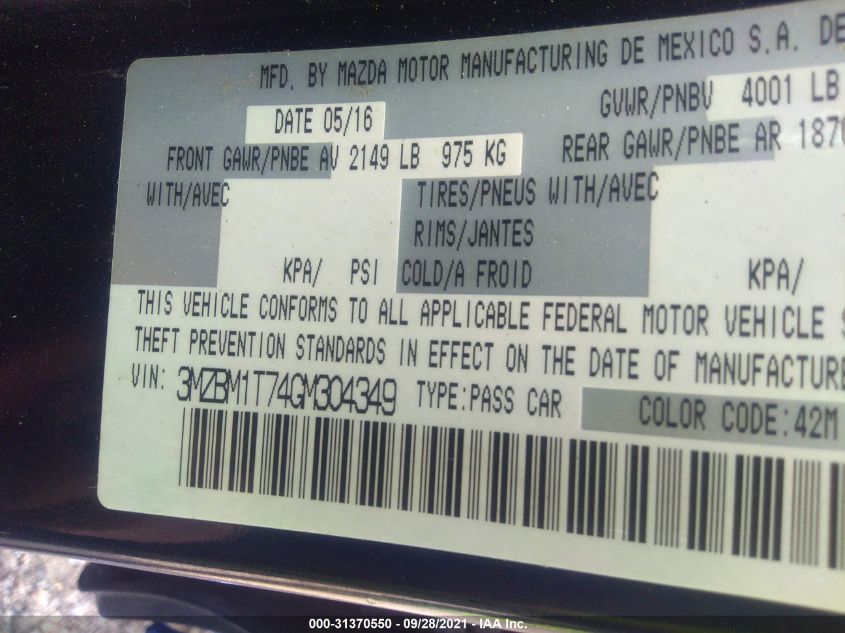 MFD. BY MAZDA MOTOR MANUFACTURING DE MEXICO S.A. DE
DATE 05/16 GVWR/PNBV 4001 LB
FRONT GAWR/PNBE AV 2149 LB 975 KG REAR GAWR/PNBE AR 1870
WITH/AVEC TIRES/PNEUS WITH/AVEC
RIMS/JANTES
KPA/ PSI COLD/A FROID KPA/
THIS VEHICLE CONFORMS TO ALL APPLICABLE FEDERAL MOTOR VEHICLE
THEFT PREVENTION STANDARDS IN EFFECT ON THE DATE OF MANUFACTURE
VIN: 3MZBM1T74GM304349 TYPE:PASS CAR COLOR CODE:42M
000-31370550 - 09/28/2021 - IAA Inc.